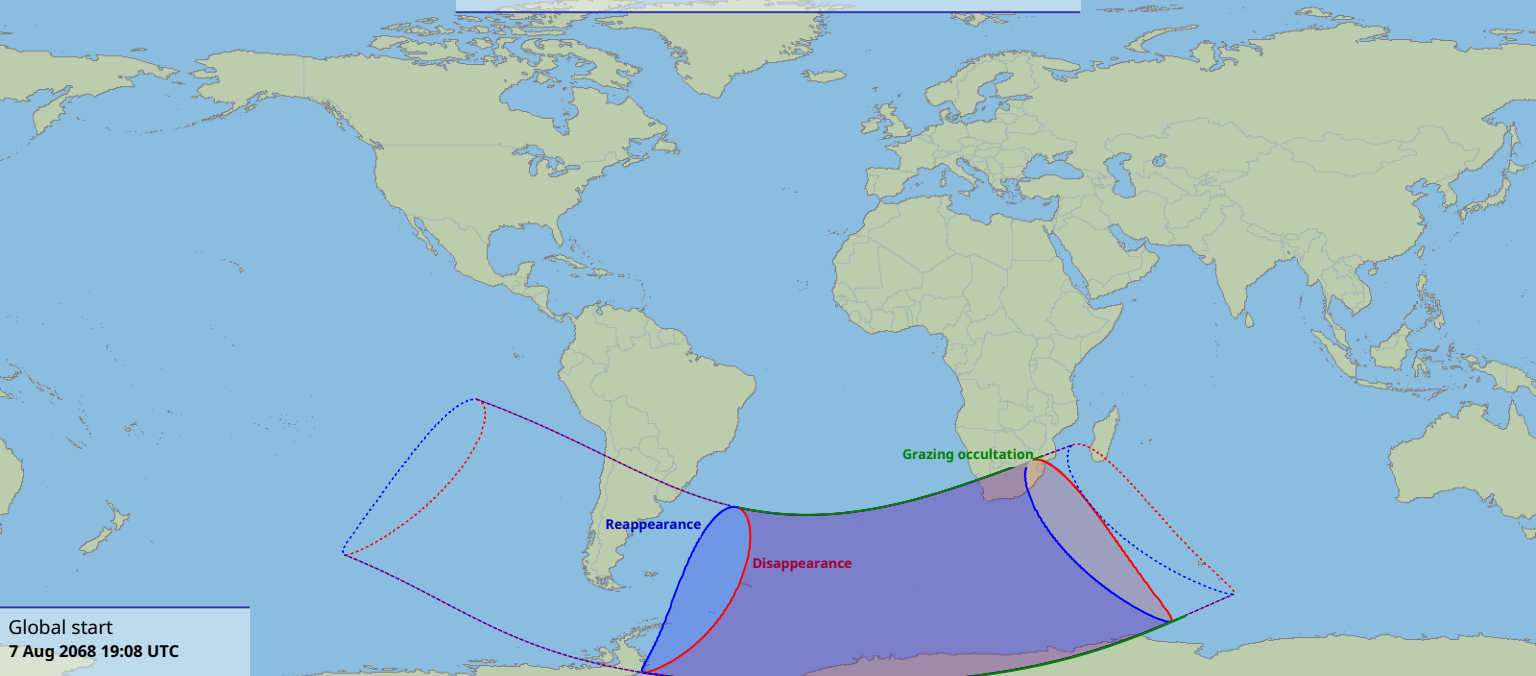 Grazing occultation
Reappearance
Disappearance
Global start
7 Aug 2068 19:08 UTC